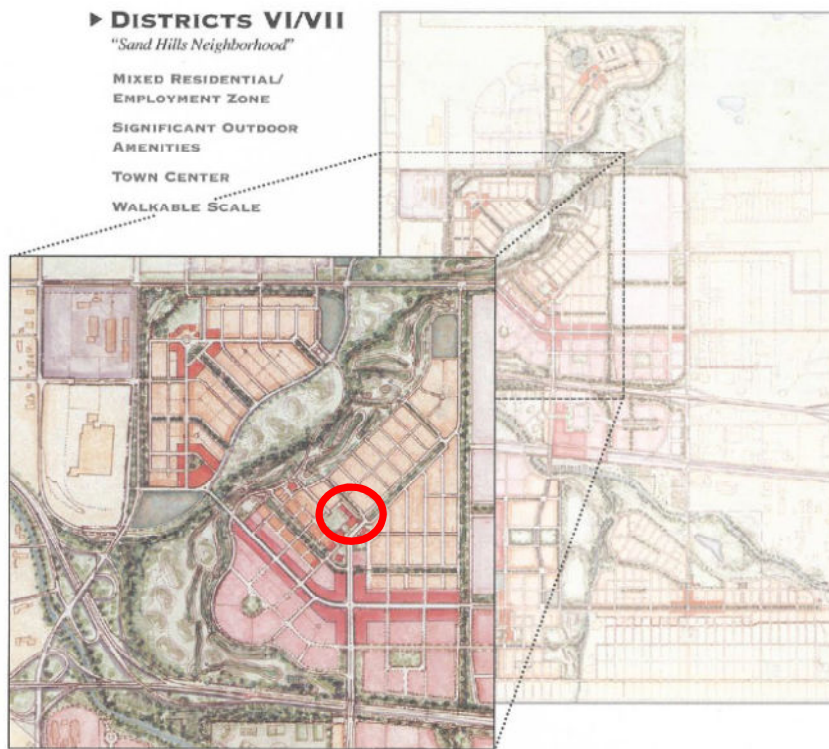 ▶ DISTRICTS VI/VII
"Sand Hills Neighborhood"
MIXED RESIDENTIAL/
EMPLOYMENT ZONE
SIGNIFICANT OUTDOOR
AMENITIES
TOWN CENTER
WALKABLE SCALE